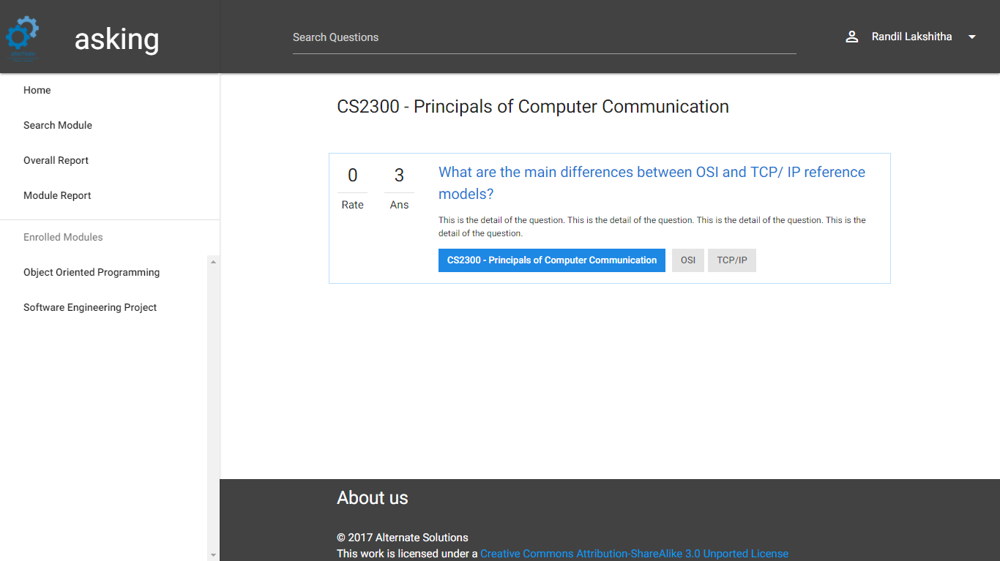 asking
Search Questions
Randil Lakshitha
Home
Search Module
Overall Report
Module Report
Enrolled Modules
Object Oriented Programming
Software Engineering Project
CS2300 - Principals of Computer Communication
0
Rate
3
Ans
What are the main differences between OSI and TCP/ IP reference
models?
This is the detail of the question. This is the detail of the question. This is the detail of the question. This is the
detail of the question.
CS2300 - Principals of Computer Communication
OSI
TCP/IP
About us
© 2017 Alternate Solutions
This work is licensed under a Creative Commons Attribution-ShareAlike 3.0 Unported License